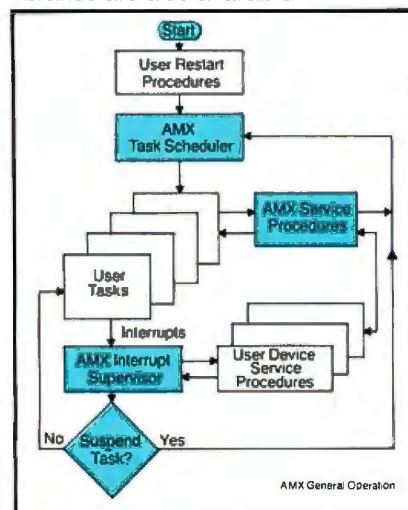 Start
User Restart
Procedures
AMX
Task Scheduler
AMX Service
Procedures
User
Tasks
Interrupts
AMX Interrupt
Supervisor
User Device
Service
Procedures
No
Suspend
Task?
Yes
AMX General Operation